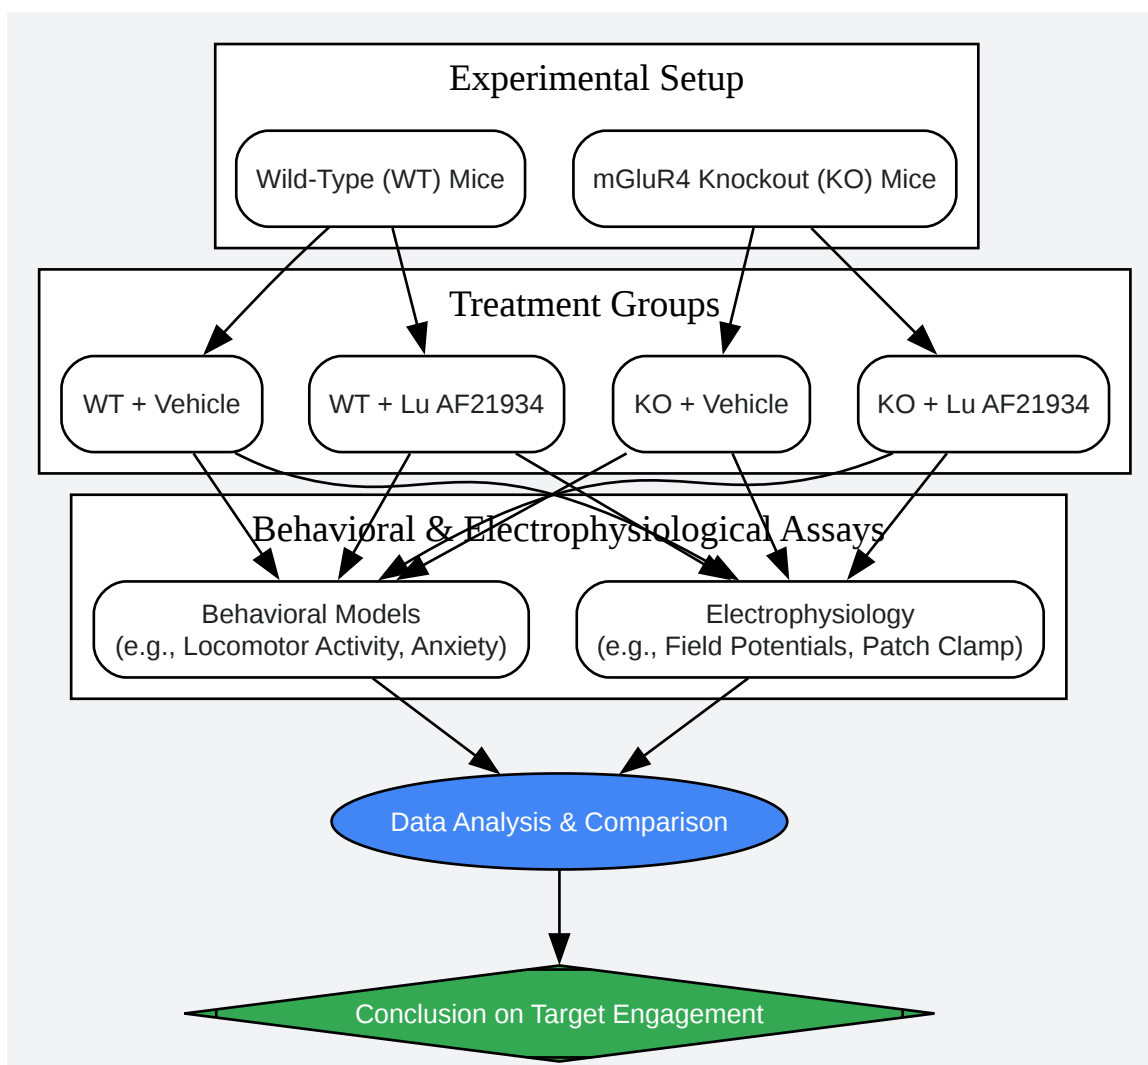 Experimental Setup
Wild-Type (WT) Mice
mGluR4 Knockout (KO) Mice
Treatment Groups
WT + Vehicle
WT + Lu AF21934
KO + Vehicle
KO + Lu AF21934
Behavioral & Electrophysiological Assays
Behavioral Models
(e.g., Locomotor Activity, Anxiety)
Electrophysiology
(e.g., Field Potentials, Patch Clamp)
Data Analysis & Comparison
Conclusion on Target Engagement